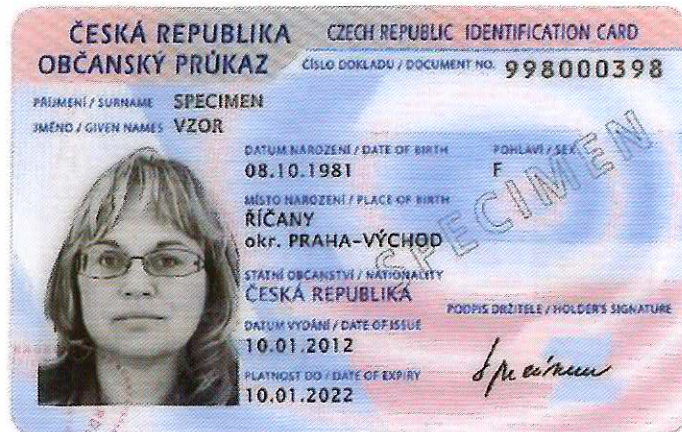 ČESKÁ REPUBLIKA
OBČANSKÝ PRŮKAZ
CZECH REPUBLIC IDENTIFICATION CARD
ČÍSLO DOKLADU / DOCUMENT NO. 998000398
PŘÍJMENÍ / SURNAME SPECIMEN
JMÉNO / GIVEN NAMES VZOR
DATUM NAROZENÍ / DATE OF BIRTH
08.10.1981
POHLAVÍ / SEX
F
MÍSTO NAROZENÍ / PLACE OF BIRTH
ŘÍČANY
okr. PRAHA-VÝCHOD
SPECIMEN
STÁTNÍ OBČANSTVÍ / NATIONALITY
ČESKÁ REPUBLIKA
PODPIS DRŽITELE / HOLDER'S SIGNATURE
Specimen
DATUM VYDÁNÍ / DATE OF ISSUE
10.01.2012
PLATNOST DO / DATE OF EXPIRY
10.01.2022